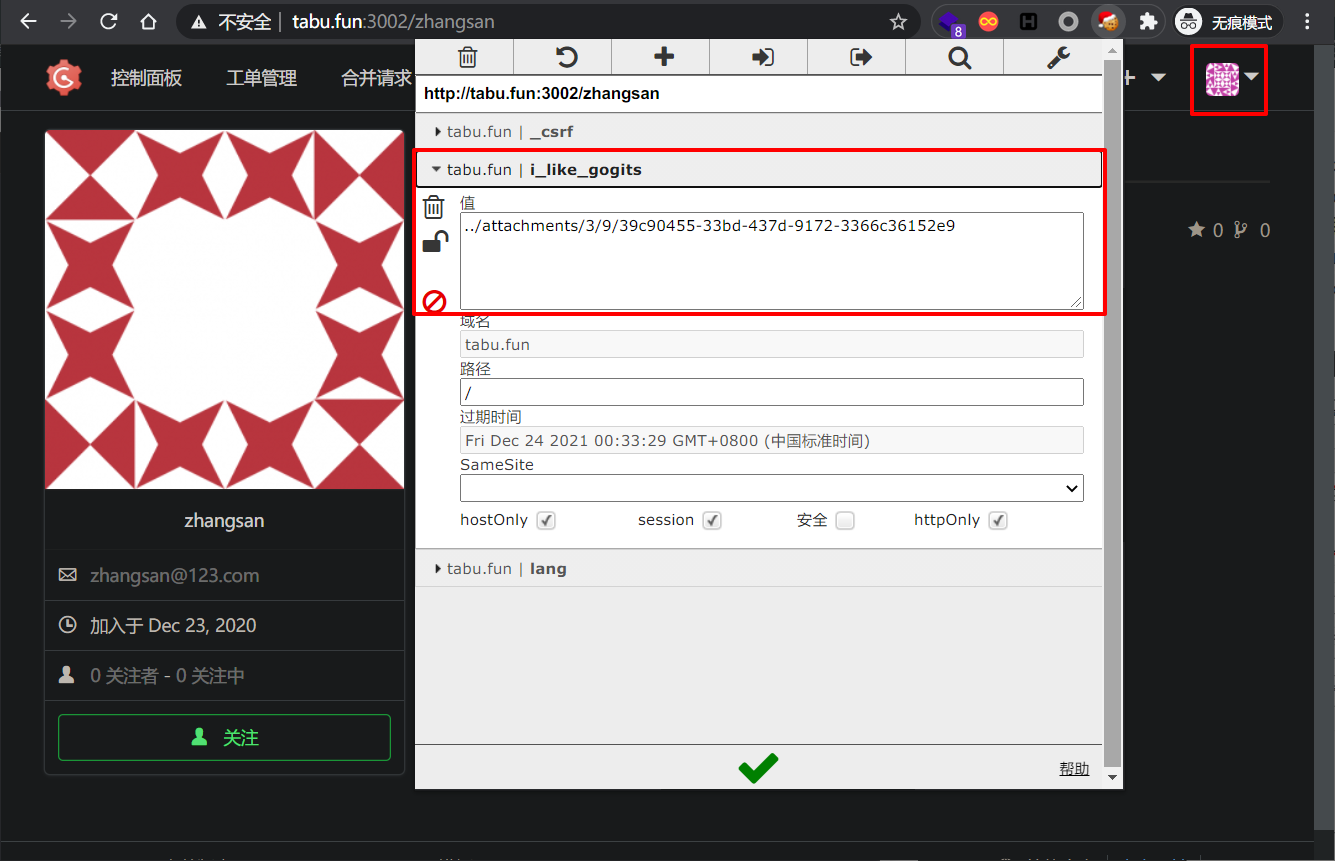 不安全
tabu.fun:3002/zhangsan
8
无痕模式
控制面板
工单管理
合并请求
http://tabu.fun:3002/zhangsan
tabu.fun | _csrf
tabu.fun | i_like_gogits
值
../attachments/3/9/39c90455-33bd-437d-9172-3366c36152e9
0
0
域名
tabu.fun
路径
/
过期时间
Fri Dec 24 2021 00:33:29 GMT+0800 (中国标准时间)
SameSite
hostOnly
session
安全
httpOnly
tabu.fun | lang
帮助
zhangsan
zhangsan@123.com
加入于 Dec 23, 2020
0 关注者 - 0 关注中
关注